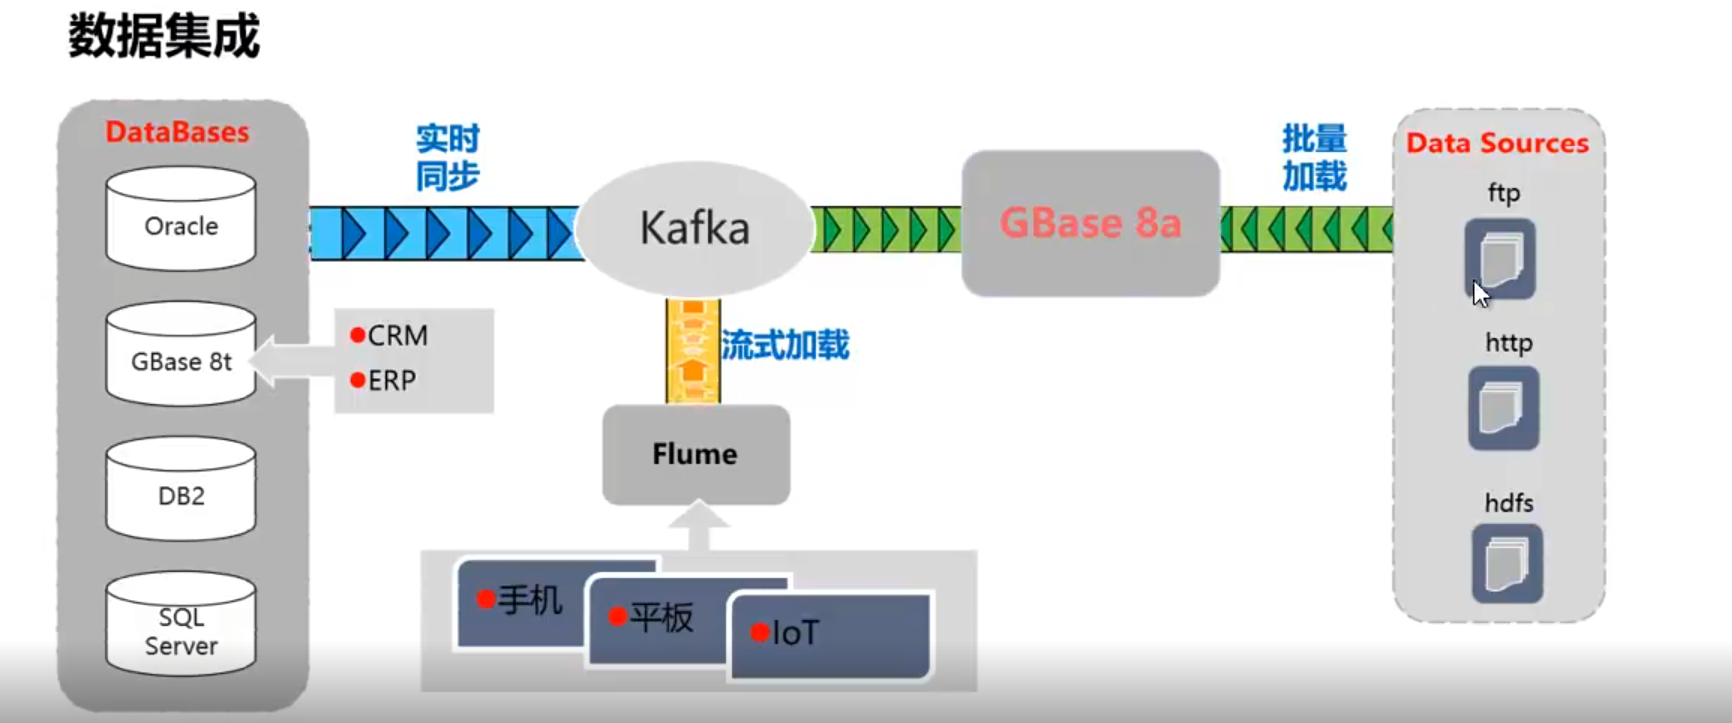 数据集成
DataBases
Oracle
GBase 8t
DB2
SQL
Server
实时
同步
CRM
ERP
Kafka
流式加载
Flume
手机
平板
IoT
GBase 8a
批量
加载
Data Sources
ftp
http
hdfs